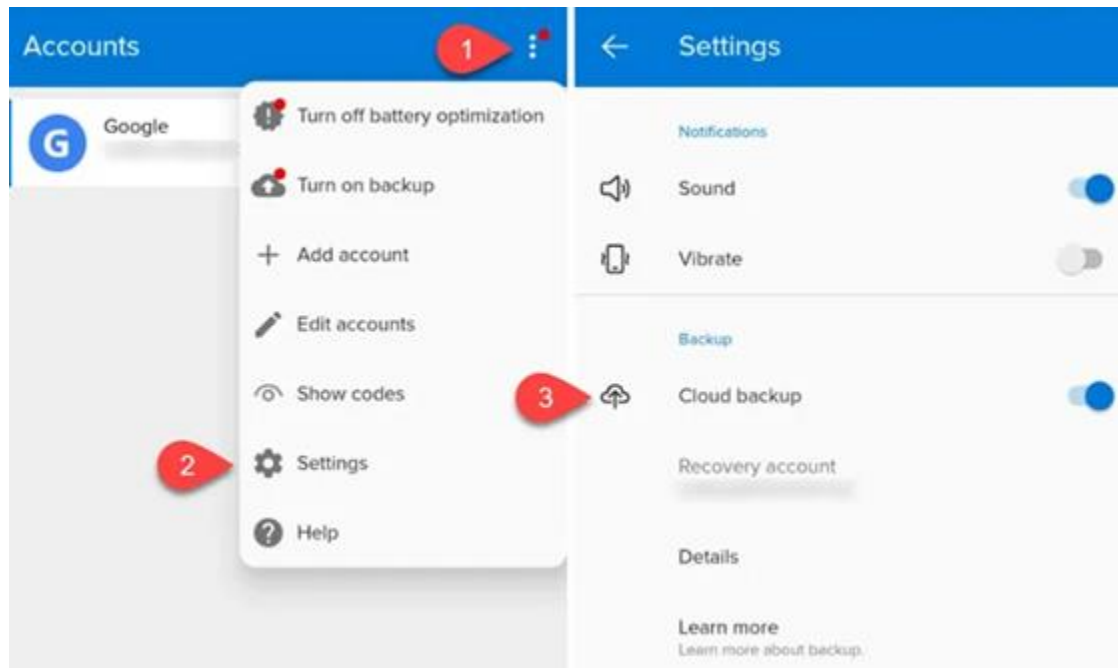 Accounts
1
G
Google
Turn off battery optimization
Turn on backup
Add account
Edit accounts
Show codes
2
Settings
Help
Settings
Notifications
Sound
Vibrate
Backup
3
Cloud backup
Recovery account
Details
Learn more
Learn more about backup.